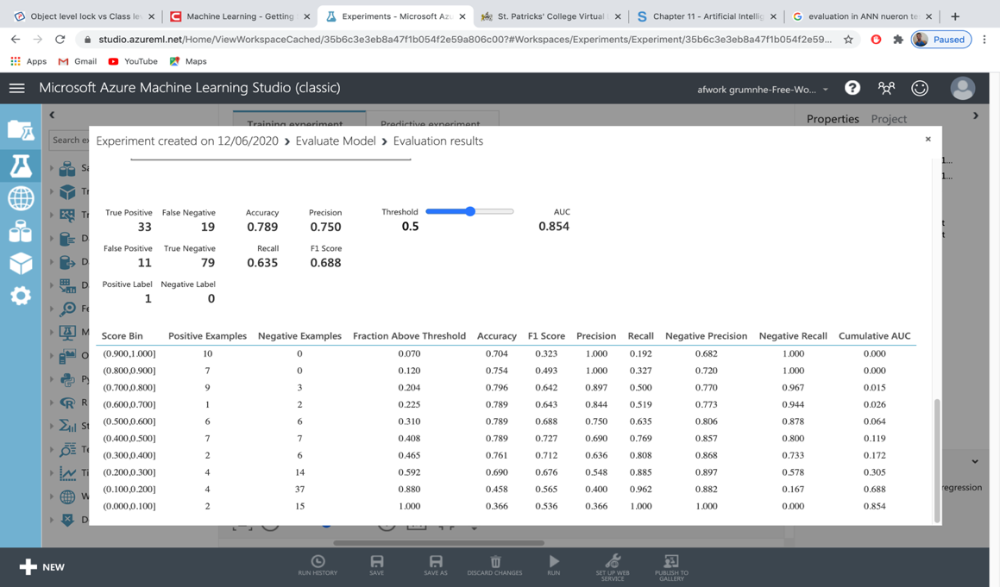 Object level lock vs Class lev
Machine Learning - Getting
Experiments - Microsoft Azu
St. Patricks' College Virtual
Chapter 11 - Artificial Intellig
evaluation in ANN nueron te
studio.azureml.net/Home/ViewWorkspaceCached/35b6c3e3eb8a47f1b054f2e59a806c00?#Workspaces/Experiments/Experiment/35b6c3e3eb8a47f1b054f2e59...
Paused
Apps Gmail YouTube Maps
Microsoft Azure Machine Learning Studio (classic)
afwork grumnhe-Free-Wo...
Training experiment Predictive experiment
Properties Project
Search ex
Experiment created on 12/06/2020 › Evaluate Model › Evaluation results
True Positive False Negative Accuracy Precision Threshold AUC
33 19 0.789 0.750 0.5 0.854
False Positive True Negative Recall F1 Score
11 79 0.635 0.688
Positive Label Negative Label
1 0
Score Bin Positive Examples Negative Examples Fraction Above Threshold Accuracy F1 Score Precision Recall Negative Precision Negative Recall Cumulative AUC
(0.900,1.000] 10 0 0.070 0.704 0.323 1.000 0.192 0.682 1.000 0.000
(0.800,0.900] 7 0 0.120 0.754 0.493 1.000 0.327 0.720 1.000 0.000
(0.700,0.800] 9 3 0.204 0.796 0.642 0.897 0.500 0.770 0.967 0.015
(0.600,0.700] 1 2 0.225 0.789 0.643 0.844 0.519 0.773 0.944 0.026
(0.500,0.600] 6 6 0.310 0.789 0.688 0.750 0.635 0.806 0.878 0.064
(0.400,0.500] 7 7 0.408 0.789 0.727 0.690 0.769 0.857 0.800 0.119
(0.300,0.400] 2 6 0.465 0.761 0.712 0.636 0.808 0.868 0.733 0.172
(0.200,0.300] 4 14 0.592 0.690 0.676 0.548 0.885 0.897 0.578 0.305
(0.100,0.200] 4 37 0.880 0.458 0.565 0.400 0.962 0.882 0.167 0.688
(0.000,0.100] 2 15 1.000 0.366 0.536 0.366 1.000 1.000 0.000 0.854
regression
NEW
RUN HISTORY
SAVE
SAVE AS
DISCARD CHANGES
RUN
SET UP WEB SERVICE
PUBLISH TO GALLERY